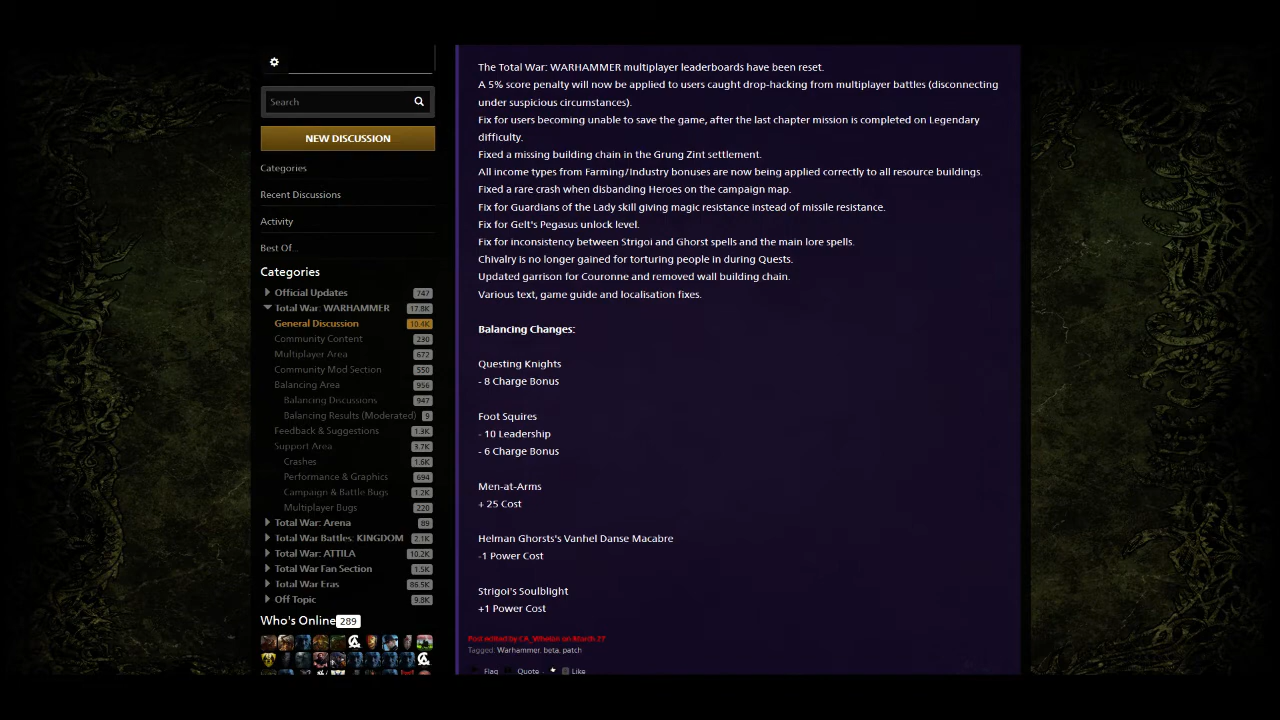 Search
NEW DISCUSSION
Categories
Recent Discussions
Activity
Best Of...
Categories
Official Updates 747
Total War: WARHAMMER 17.8K
General Discussion 10.4K
Community Content 230
Multiplayer Area 672
Community Mod Section 550
Balancing Area 956
Balancing Discussions 947
Balancing Results (Moderated) 9
Feedback & Suggestions 1.3K
Support Area 3.7K
Crashes 1.6K
Performance & Graphics 694
Campaign & Battle Bugs 1.2K
Multiplayer Bugs 220
Total War: Arena 89
Total War Battles: KINGDOM 2.1K
Total War: ATTILA 10.2K
Total War Fan Section 1.5K
Total War Eras 86.5K
Off Topic 9.8K
Who's Online 289
The Total War: WARHAMMER multiplayer leaderboards have been reset.
A 5% score penalty will now be applied to users caught drop-hacking from multiplayer battles (disconnecting
under suspicious circumstances).
Fix for users becoming unable to save the game, after the last chapter mission is completed on Legendary
difficulty.
Fixed a missing building chain in the Grung Zint settlement.
All income types from Farming/Industry bonuses are now being applied correctly to all resource buildings.
Fixed a rare crash when disbanding Heroes on the campaign map.
Fix for Guardians of the Lady skill giving magic resistance instead of missile resistance.
Fix for Gelt's Pegasus unlock level.
Fix for inconsistency between Strigoi and Ghorst spells and the main lore spells.
Chivalry is no longer gained for torturing people in during Quests.
Updated garrison for Couronne and removed wall building chain.
Various text, game guide and localisation fixes.
Balancing Changes:
Questing Knights
- 8 Charge Bonus
Foot Squires
- 10 Leadership
- 6 Charge Bonus
Men-at-Arms
+ 25 Cost
Helman Ghorsts's Vanhel Danse Macabre
-1 Power Cost
Strigoi's Soulblight
+1 Power Cost
Post edited by CA_Whelan on March 27
Tagged: Warhammer, beta, patch
Flag Quote Like